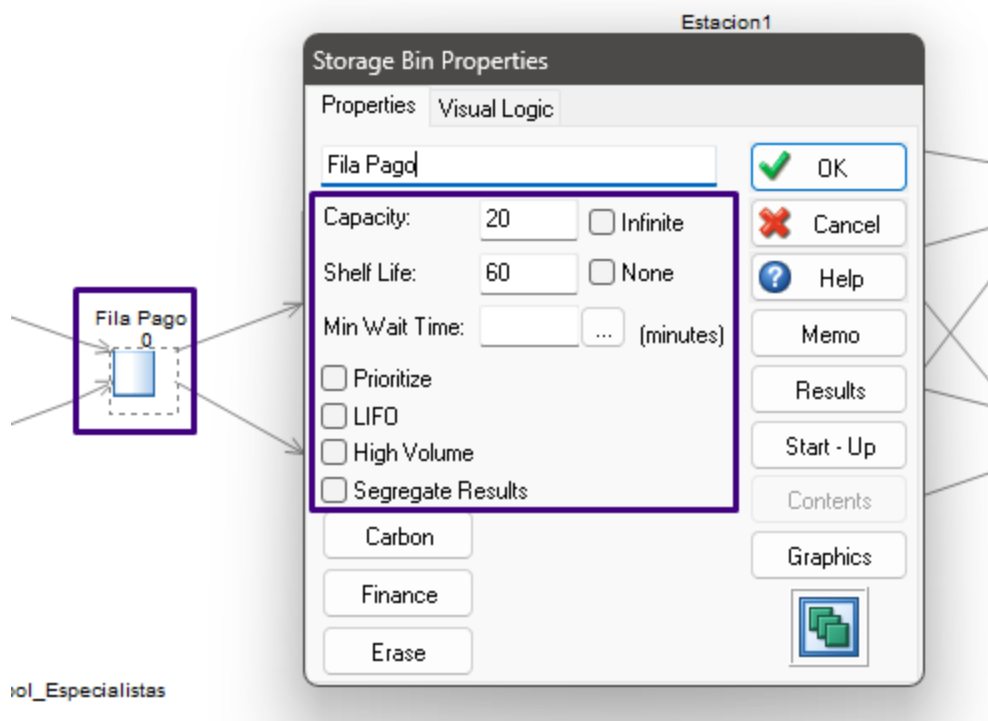 Estacion1
Storage Bin Properties
Properties
Visual Logic
Fila Pago
OK
Capacity:
20
Infinite
Cancel
Shelf Life:
60
None
Help
Min Wait Time:
...
(minutes)
Memo
Prioritize
Results
LIFO
High Volume
Start - Up
Segregate Results
Contents
Carbon
Graphics
Finance
Erase
Fila Pago
0
ol_Especialistas